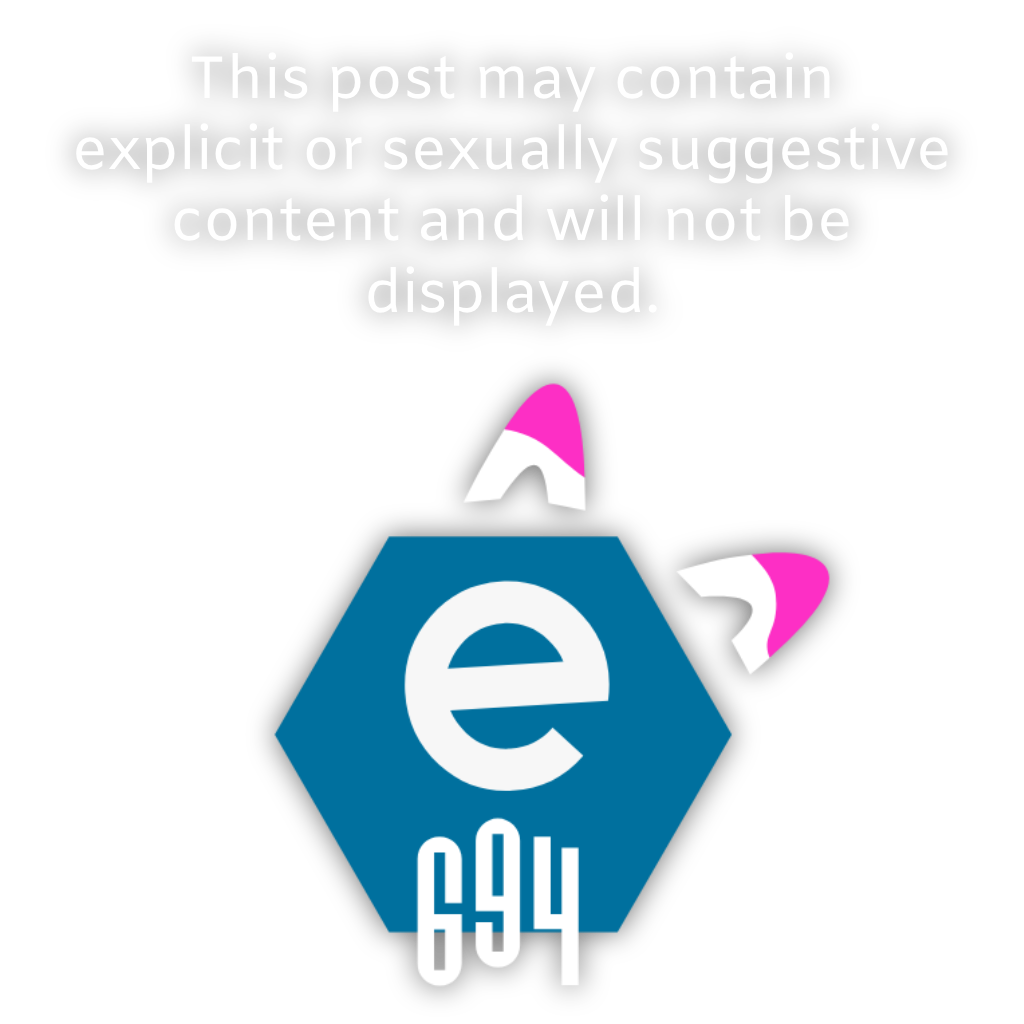 This post may contain
explicit or sexually suggestive
content and will not be
displayed.
e
694